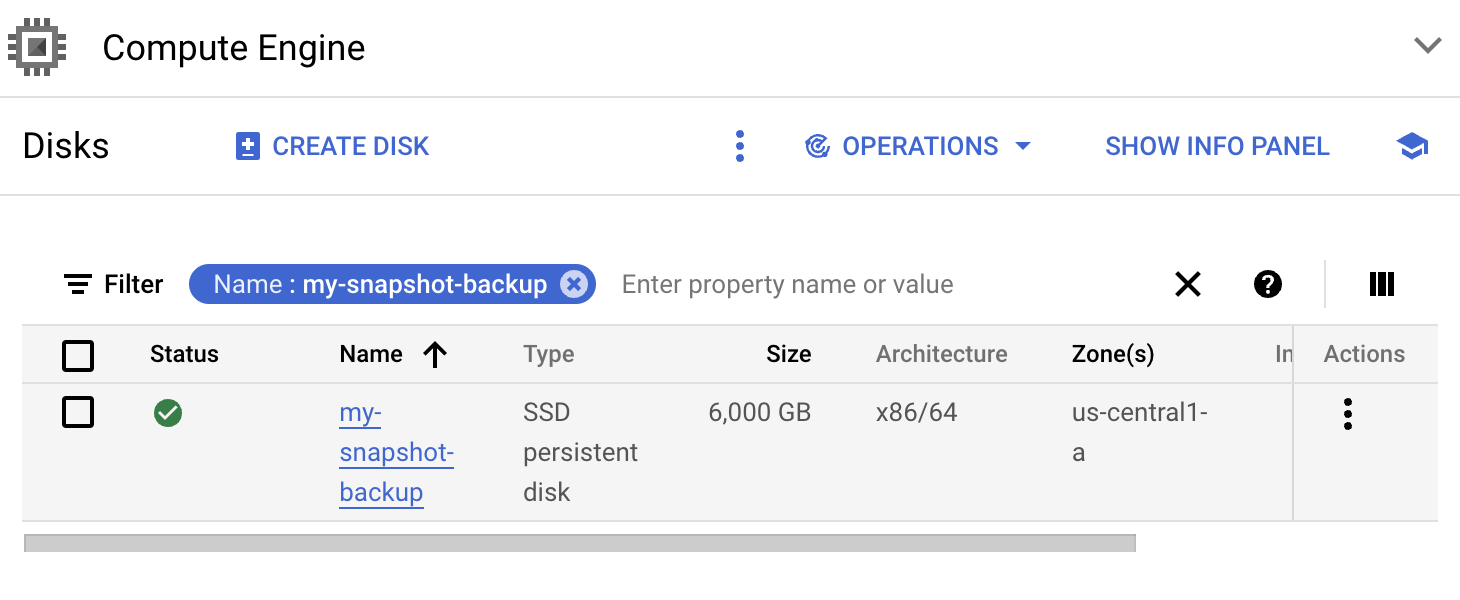 Compute Engine
Disks CREATE DISK OPERATIONS SHOW INFO PANEL
Filter Name : my-snapshot-backup Enter property name or value
Status Name Type Size Architecture Zone(s) In Actions
my- SSD 6,000 GB x86/64 us-central1-
snapshot- persistent a
backup disk